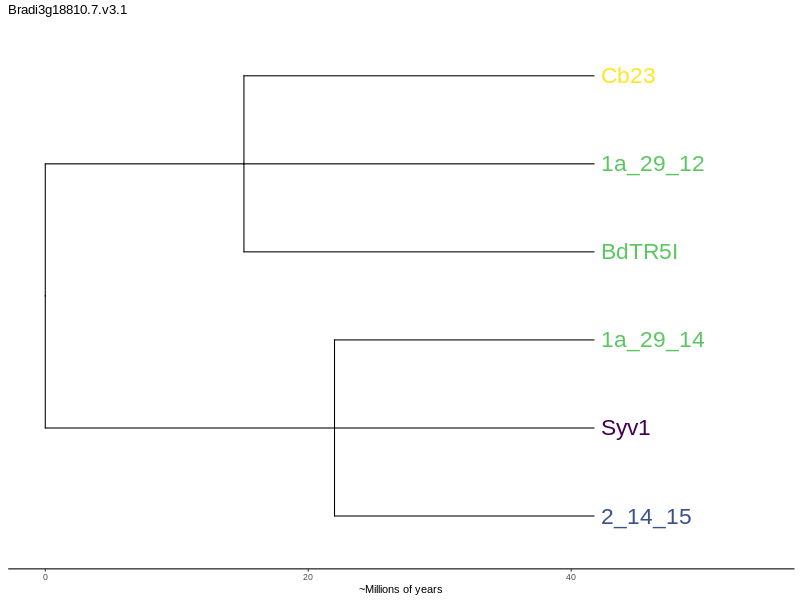 Bradi3g18810.7.v3.1
Cb23
1a_29_12
BdTR5I
1a_29_14
Syv1
2_14_15
0 20 40
~Millions of years